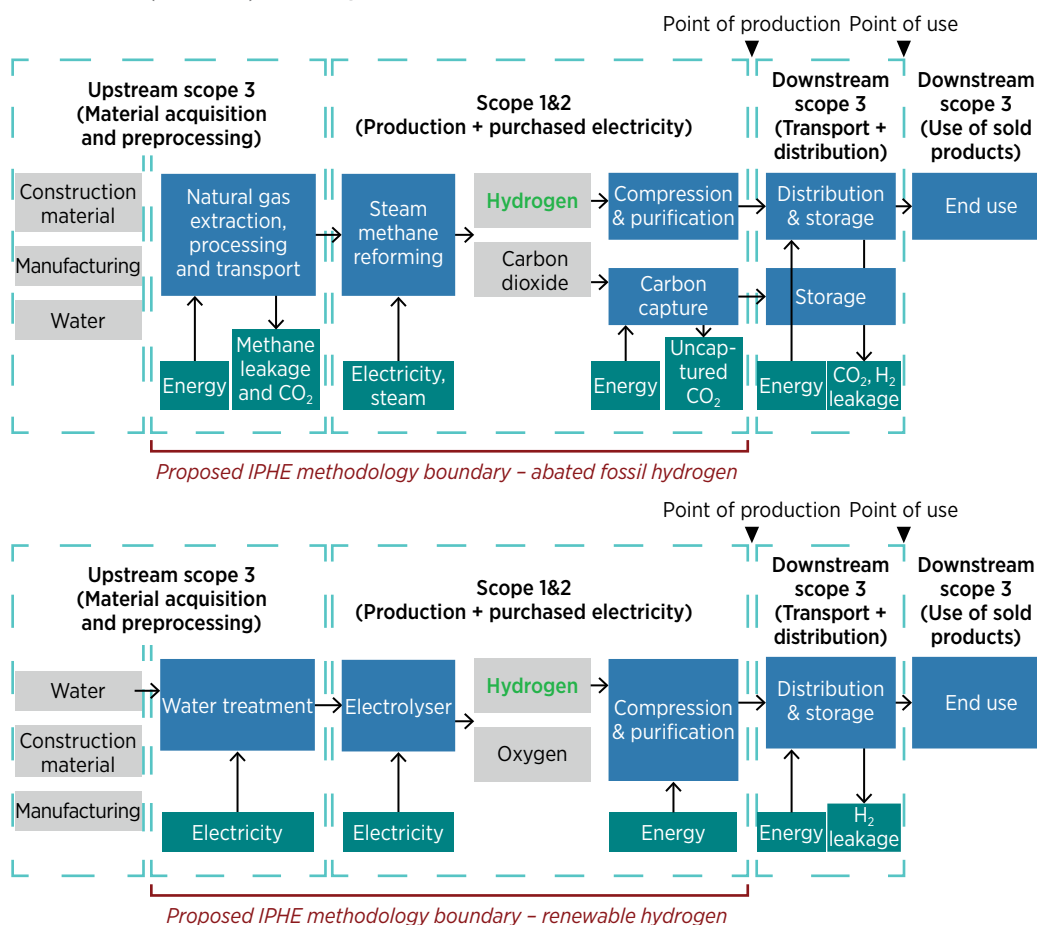 Point of production
Point of use
Upstream scope 3
(Material acquisition
and preprocessing)
Scope 1&2
(Production + purchased electricity)
Downstream
scope 3
(Transport +
distribution)
Downstream
scope 3
(Use of sold
products)
Construction
material
Manufacturing
Water
Natural gas
extraction,
processing
and transport
Steam
methane
reforming
Hydrogen
Carbon
dioxide
Compression
& purification
Carbon
capture
Distribution
& storage
Storage
End use
Energy
Methane
leakage
and CO₂
Electricity,
steam
Energy
Uncap-
tured
CO₂
Energy
CO₂, H₂
leakage
Proposed IPHE methodology boundary – abated fossil hydrogen
Point of production
Point of use
Upstream scope 3
(Material acquisition
and preprocessing)
Scope 1&2
(Production + purchased electricity)
Downstream
scope 3
(Transport +
distribution)
Downstream
scope 3
(Use of sold
products)
Water
Construction
material
Manufacturing
Water treatment
Electrolyser
Hydrogen
Oxygen
Compression
& purification
Distribution
& storage
End use
Electricity
Electricity
Energy
Energy
H₂
leakage
Proposed IPHE methodology boundary – renewable hydrogen